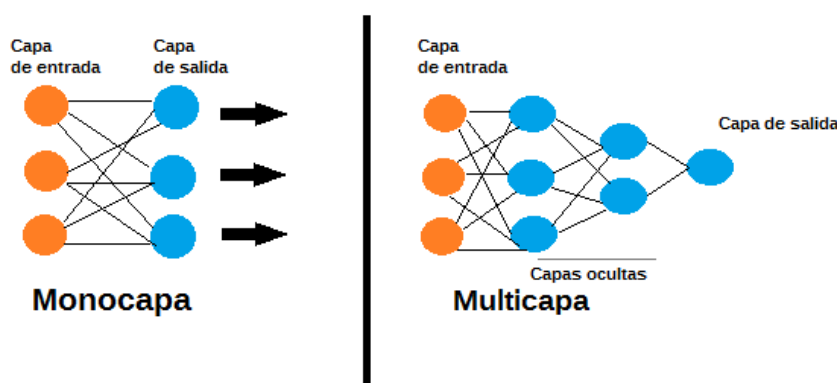 Capa
de entrada
Capa
de salida
Monocapa
Capa
de entrada
Capa de salida
Capas ocultas
Multicapa